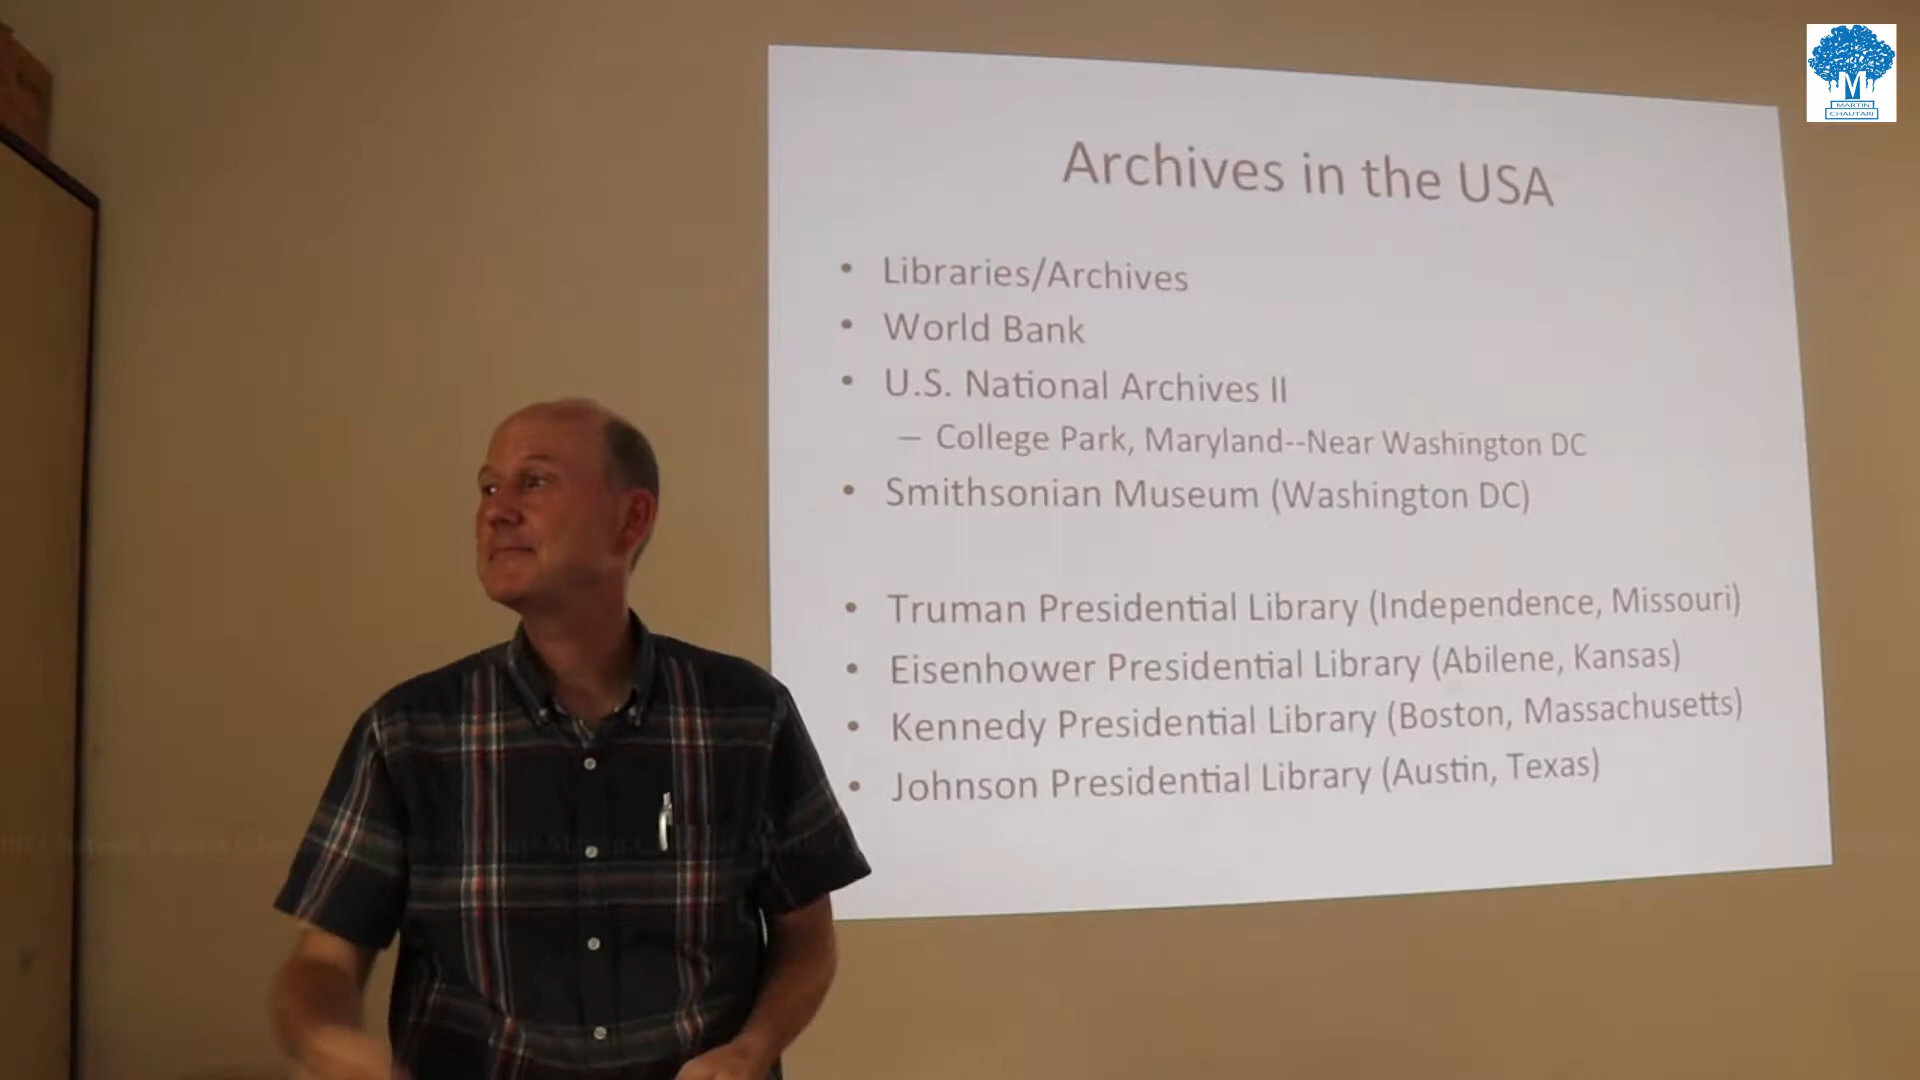 Archives in the USA
• Libraries/Archives
• World Bank
• U.S. National Archives II
– College Park, Maryland--Near Washington DC
• Smithsonian Museum (Washington DC)
• Truman Presidential Library (Independence, Missouri)
• Eisenhower Presidential Library (Abilene, Kansas)
• Kennedy Presidential Library (Boston, Massachusetts)
• Johnson Presidential Library (Austin, Texas)
M
MARTIN
CHAUTARI